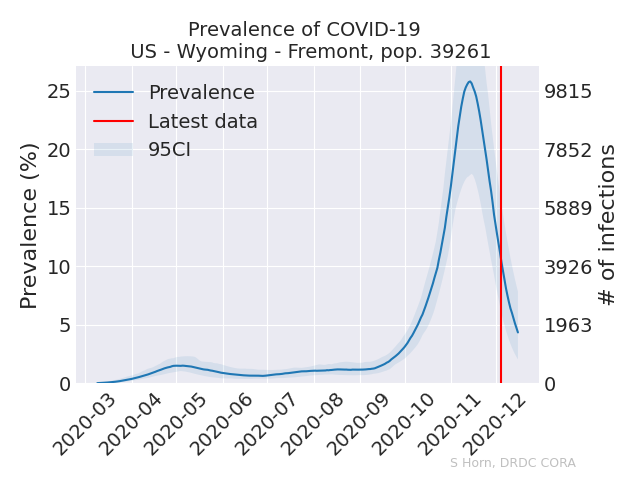 Prevalence of COVID-19
US - Wyoming - Fremont, pop. 39261
Prevalence
Latest data
95CI
Prevalence (%)
25
20
15
10
5
0
9815
7852
5889
3926
1963
0
# of infections
2020-03
2020-04
2020-05
2020-06
2020-07
2020-08
2020-09
2020-10
2020-11
2020-12
S Horn, DRDC CORA